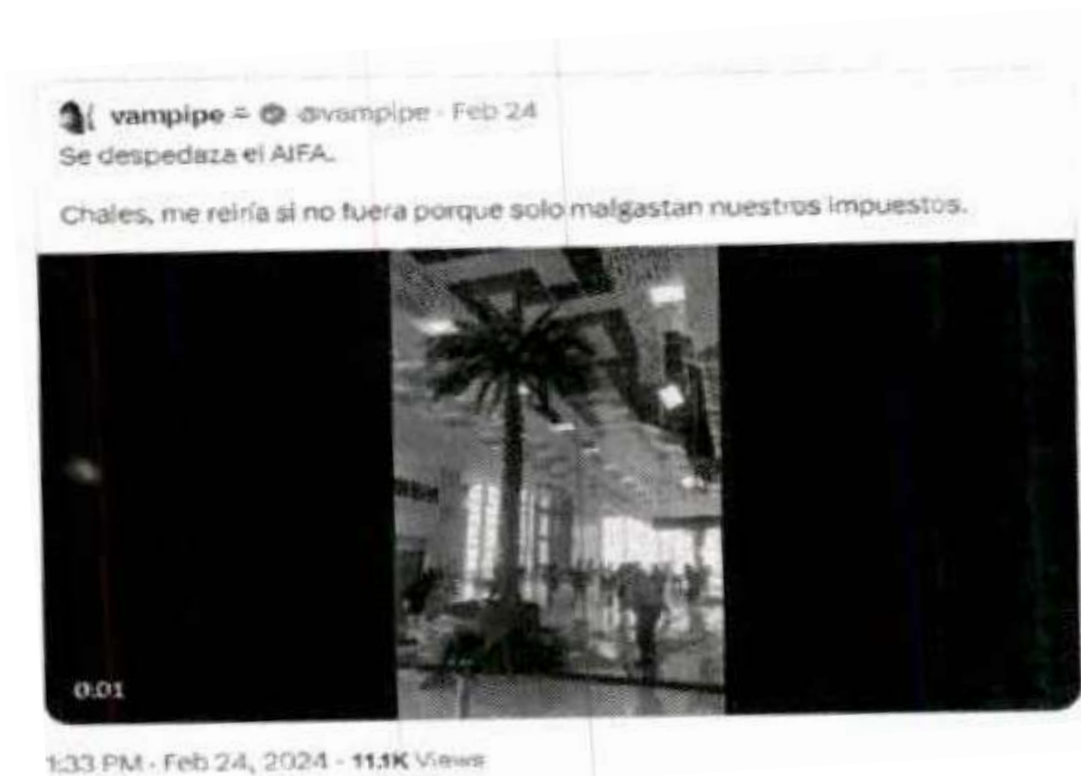 vampipe @vampipe · Feb 24
Se despedaza el AIFA.
Chales, me reiría si no fuera porque solo malgastan nuestros impuestos.
0:01
1:33 PM · Feb 24, 2024 · 11.1K Views